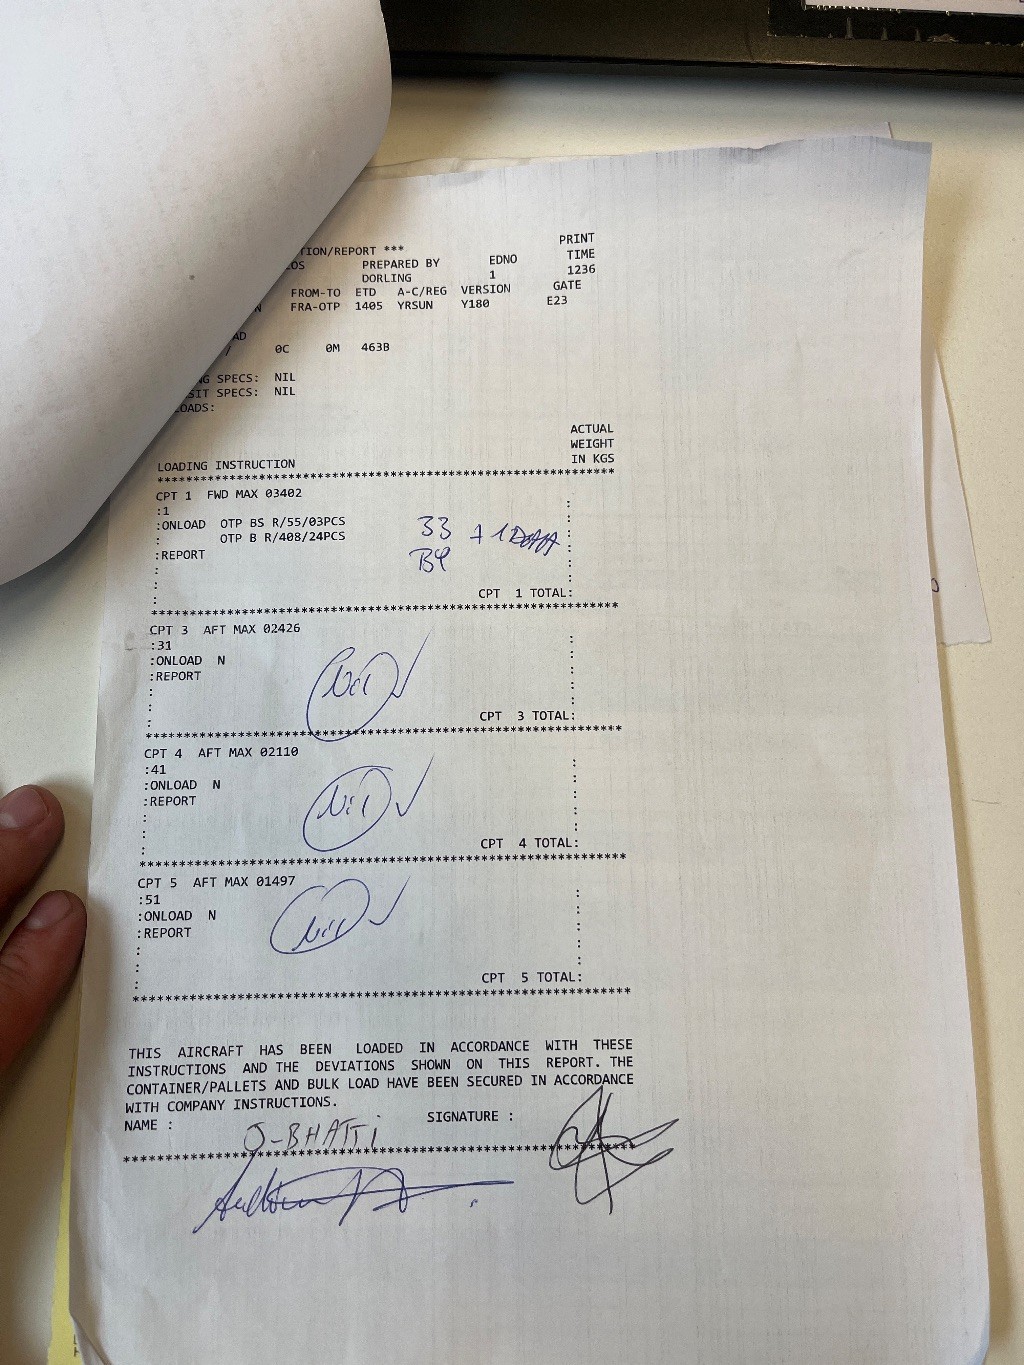 TION/REPORT *** PRINT
PREPARED BY EDNO TIME
DORLING 1 1236
FROM-TO ETD A-C/REG VERSION GATE
FRA-OTP 1405 YRSUN Y180 E23
0C 0M 463B
SPECS: NIL
SPECS: NIL
OADS:
ACTUAL
WEIGHT
LOADING INSTRUCTION IN KGS
********************************************************
CPT 1 FWD MAX 03402
:1 :
:ONLOAD OTP BS R/55/03PCS : 33
: OTP B R/408/24PCS :
:REPORT :
: :
: :
: CPT 1 TOTAL:
********************************************************
CPT 3 AFT MAX 02426 :
:31 :
:ONLOAD N :
:REPORT Nil :
: :
: :
: CPT 3 TOTAL:
********************************************************
CPT 4 AFT MAX 02110 :
:41 :
:ONLOAD N :
:REPORT Nil :
: :
: :
: CPT 4 TOTAL:
********************************************************
CPT 5 AFT MAX 01497 :
:51 :
:ONLOAD N :
:REPORT Nil :
: :
: :
: CPT 5 TOTAL:
********************************************************
THIS AIRCRAFT HAS BEEN LOADED IN ACCORDANCE WITH THESE
INSTRUCTIONS AND THE DEVIATIONS SHOWN ON THIS REPORT. THE
CONTAINER/PALLETS AND BULK LOAD HAVE BEEN SECURED IN ACCORDANCE
WITH COMPANY INSTRUCTIONS.
NAME : J-BHATTI SIGNATURE :
********************************************************